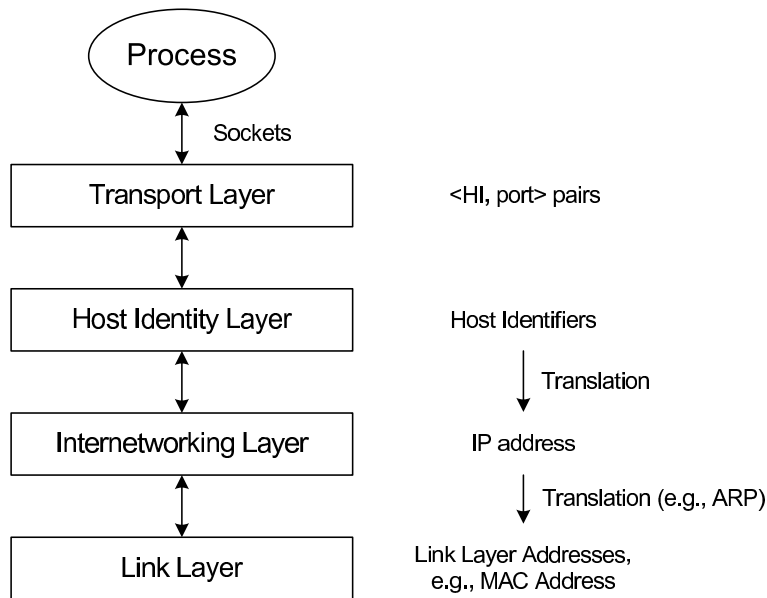 Process
Sockets
Transport Layer
<HI, port> pairs
Host Identity Layer
Host Identifiers
Translation
Internetworking Layer
IP address
Translation (e.g., ARP)
Link Layer
Link Layer Addresses,
e.g., MAC Address